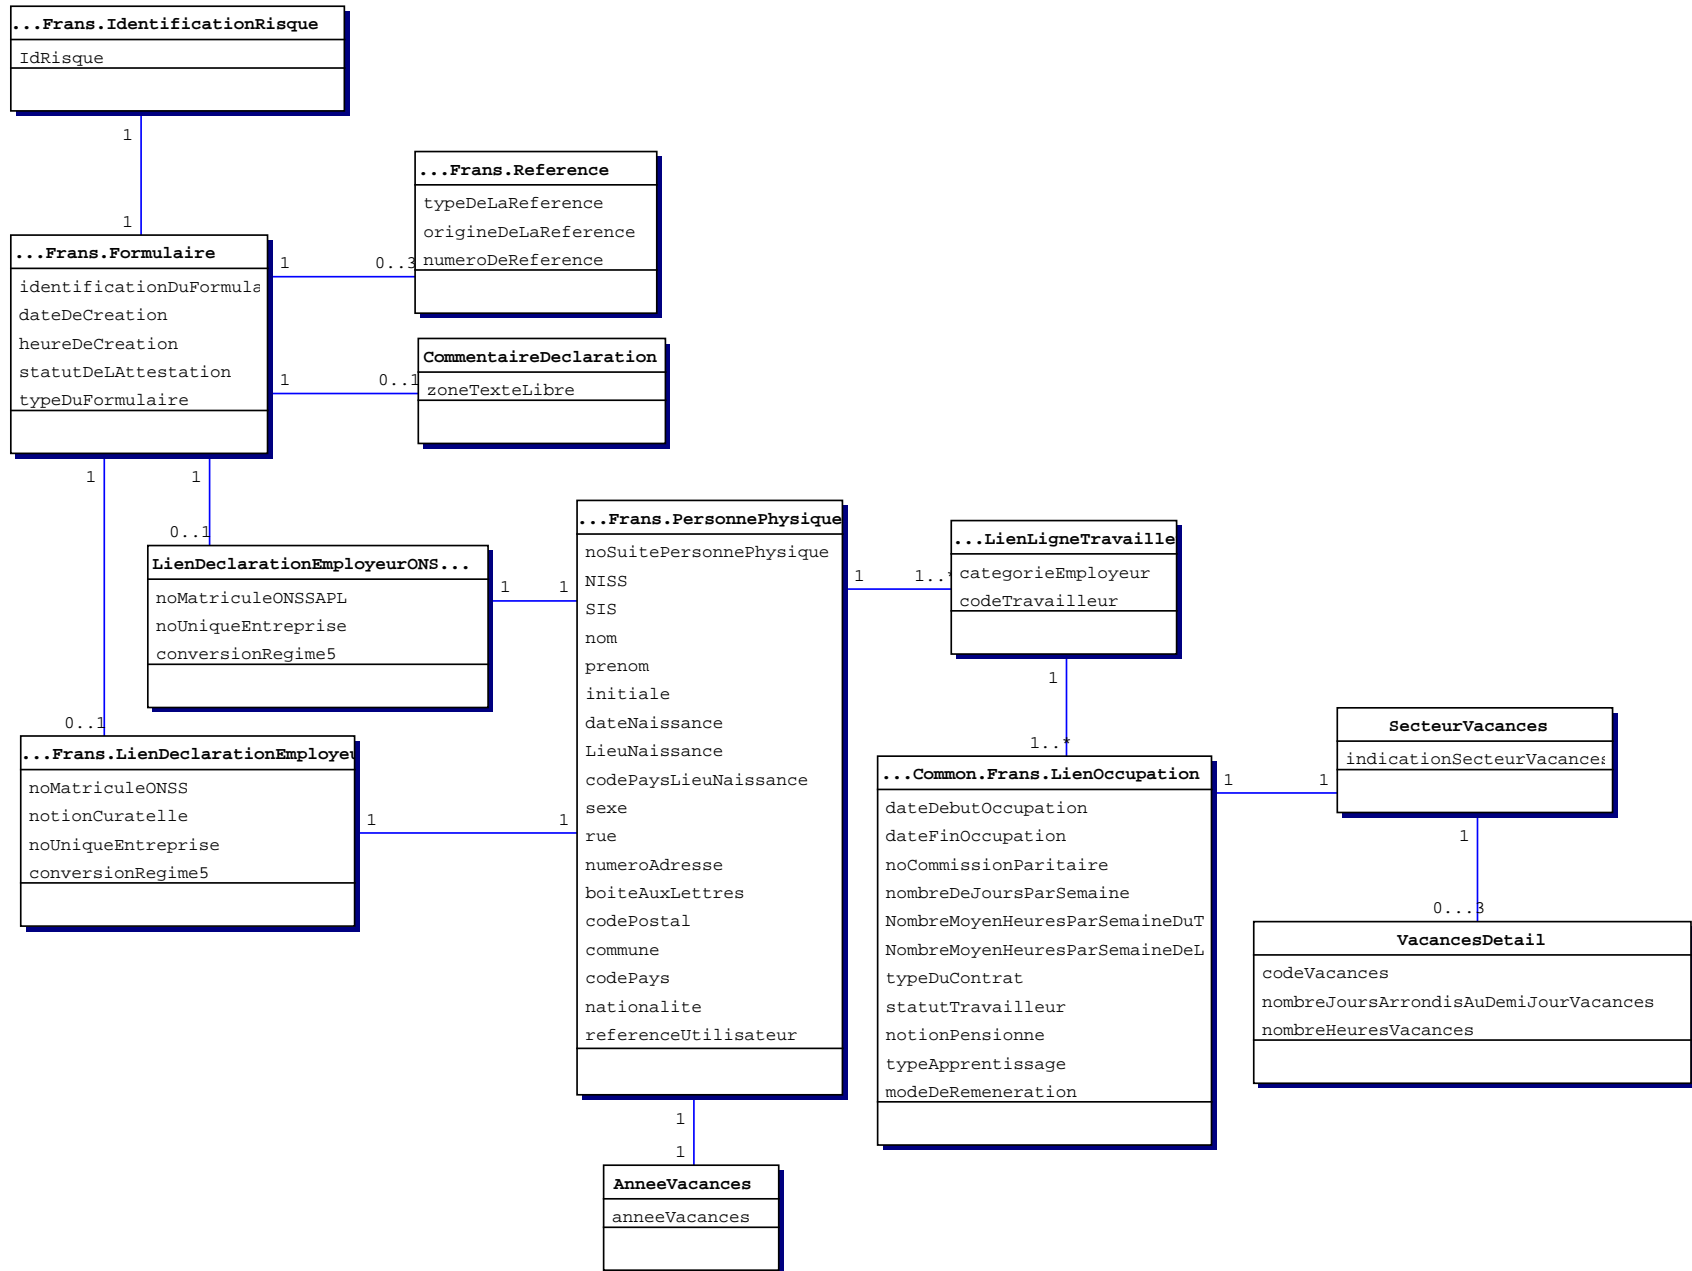 ...Frans.IdentificationRisque
IdRisque
1
1
...Frans.Reference
typeDeLaReference
origineDeLaReference
numeroDeReference
...Frans.Formulaire
identificationDuFormula
dateDeCreation
heureDeCreation
statutDeLAttestation
typeDuFormulaire
1
0..3
CommentaireDeclaration
zoneTexteLibre
1
0..1
1
1
0..1
LienDeclarationEmployeurONS...
noMatriculeONSSAPL
noUniqueEntreprise
conversionRegime5
1
1
0..1
...Frans.LienDeclarationEmployeu
noMatriculeONSS
notionCuratelle
noUniqueEntreprise
conversionRegime5
1
1
...Frans.PersonnePhysique
noSuitePersonnePhysique
NISS
SIS
nom
prenom
initiale
dateNaissance
LieuNaissance
codePaysLieuNaissance
sexe
rue
numeroAdresse
boiteAuxLettres
codePostal
commune
codePays
nationalite
referenceUtilisateur
1
1..*
...LienLigneTravaille
categorieEmployeur
codeTravailleur
1
1..*
...Common.Frans.LienOccupation
dateDebutOccupation
dateFinOccupation
noCommissionParitaire
nombreDeJoursParSemaine
NombreMoyenHeuresParSemaineDuT
NombreMoyenHeuresParSemaineDeL
typeDuContrat
statutTravailleur
notionPensionne
typeApprentissage
modeDeRemeneration
1
1
SecteurVacances
indicationSecteurVacances
1
0...3
VacancesDetail
codeVacances
nombreJoursArrondisAuDemiJourVacances
nombreHeuresVacances
1
1
AnneeVacances
anneeVacances